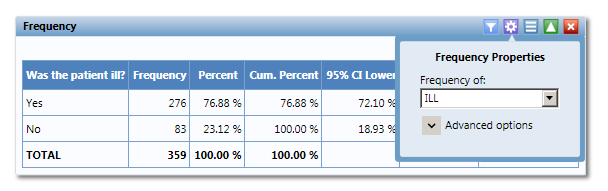 Frequency
Frequency Properties
Frequency of:
ILL
Advanced options
Was the patient ill? Frequency Percent Cum. Percent 95% CI Lower
Yes 276 76.88 % 76.88 % 72.10 %
No 83 23.12 % 100.00 % 18.93 %
TOTAL 359 100.00 % 100.00 %